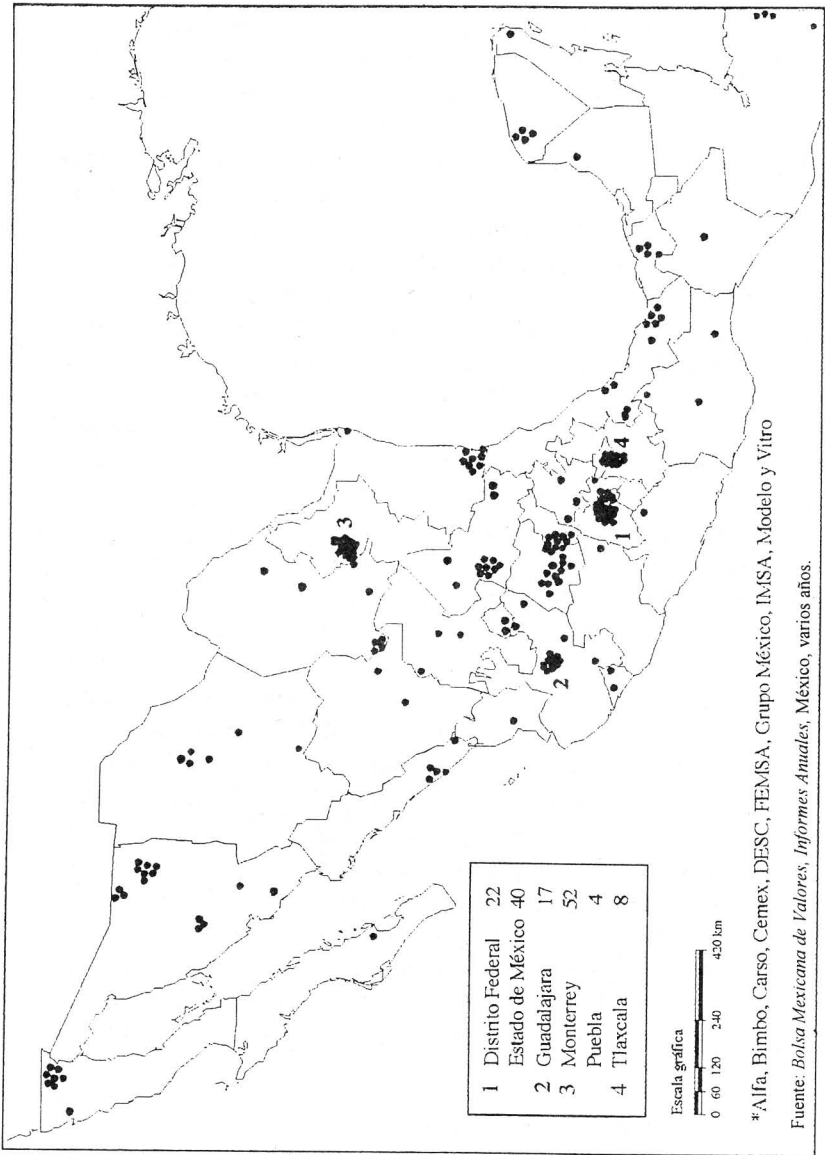 3
4
1
2
1 Distrito Federal 22
Estado de México 40
2 Guadalajara 17
3 Monterrey 52
Puebla 4
4 Tlaxcala 8
Escala gráfica
0 60 120 240 420 km
*Alfa, Bimbo, Carso, Cemex, DESC, FEMSA, Grupo México, IMSA, Modelo y Vitro
Fuente: Bolsa Mexicana de Valores, Informes Anuales, México, varios años.